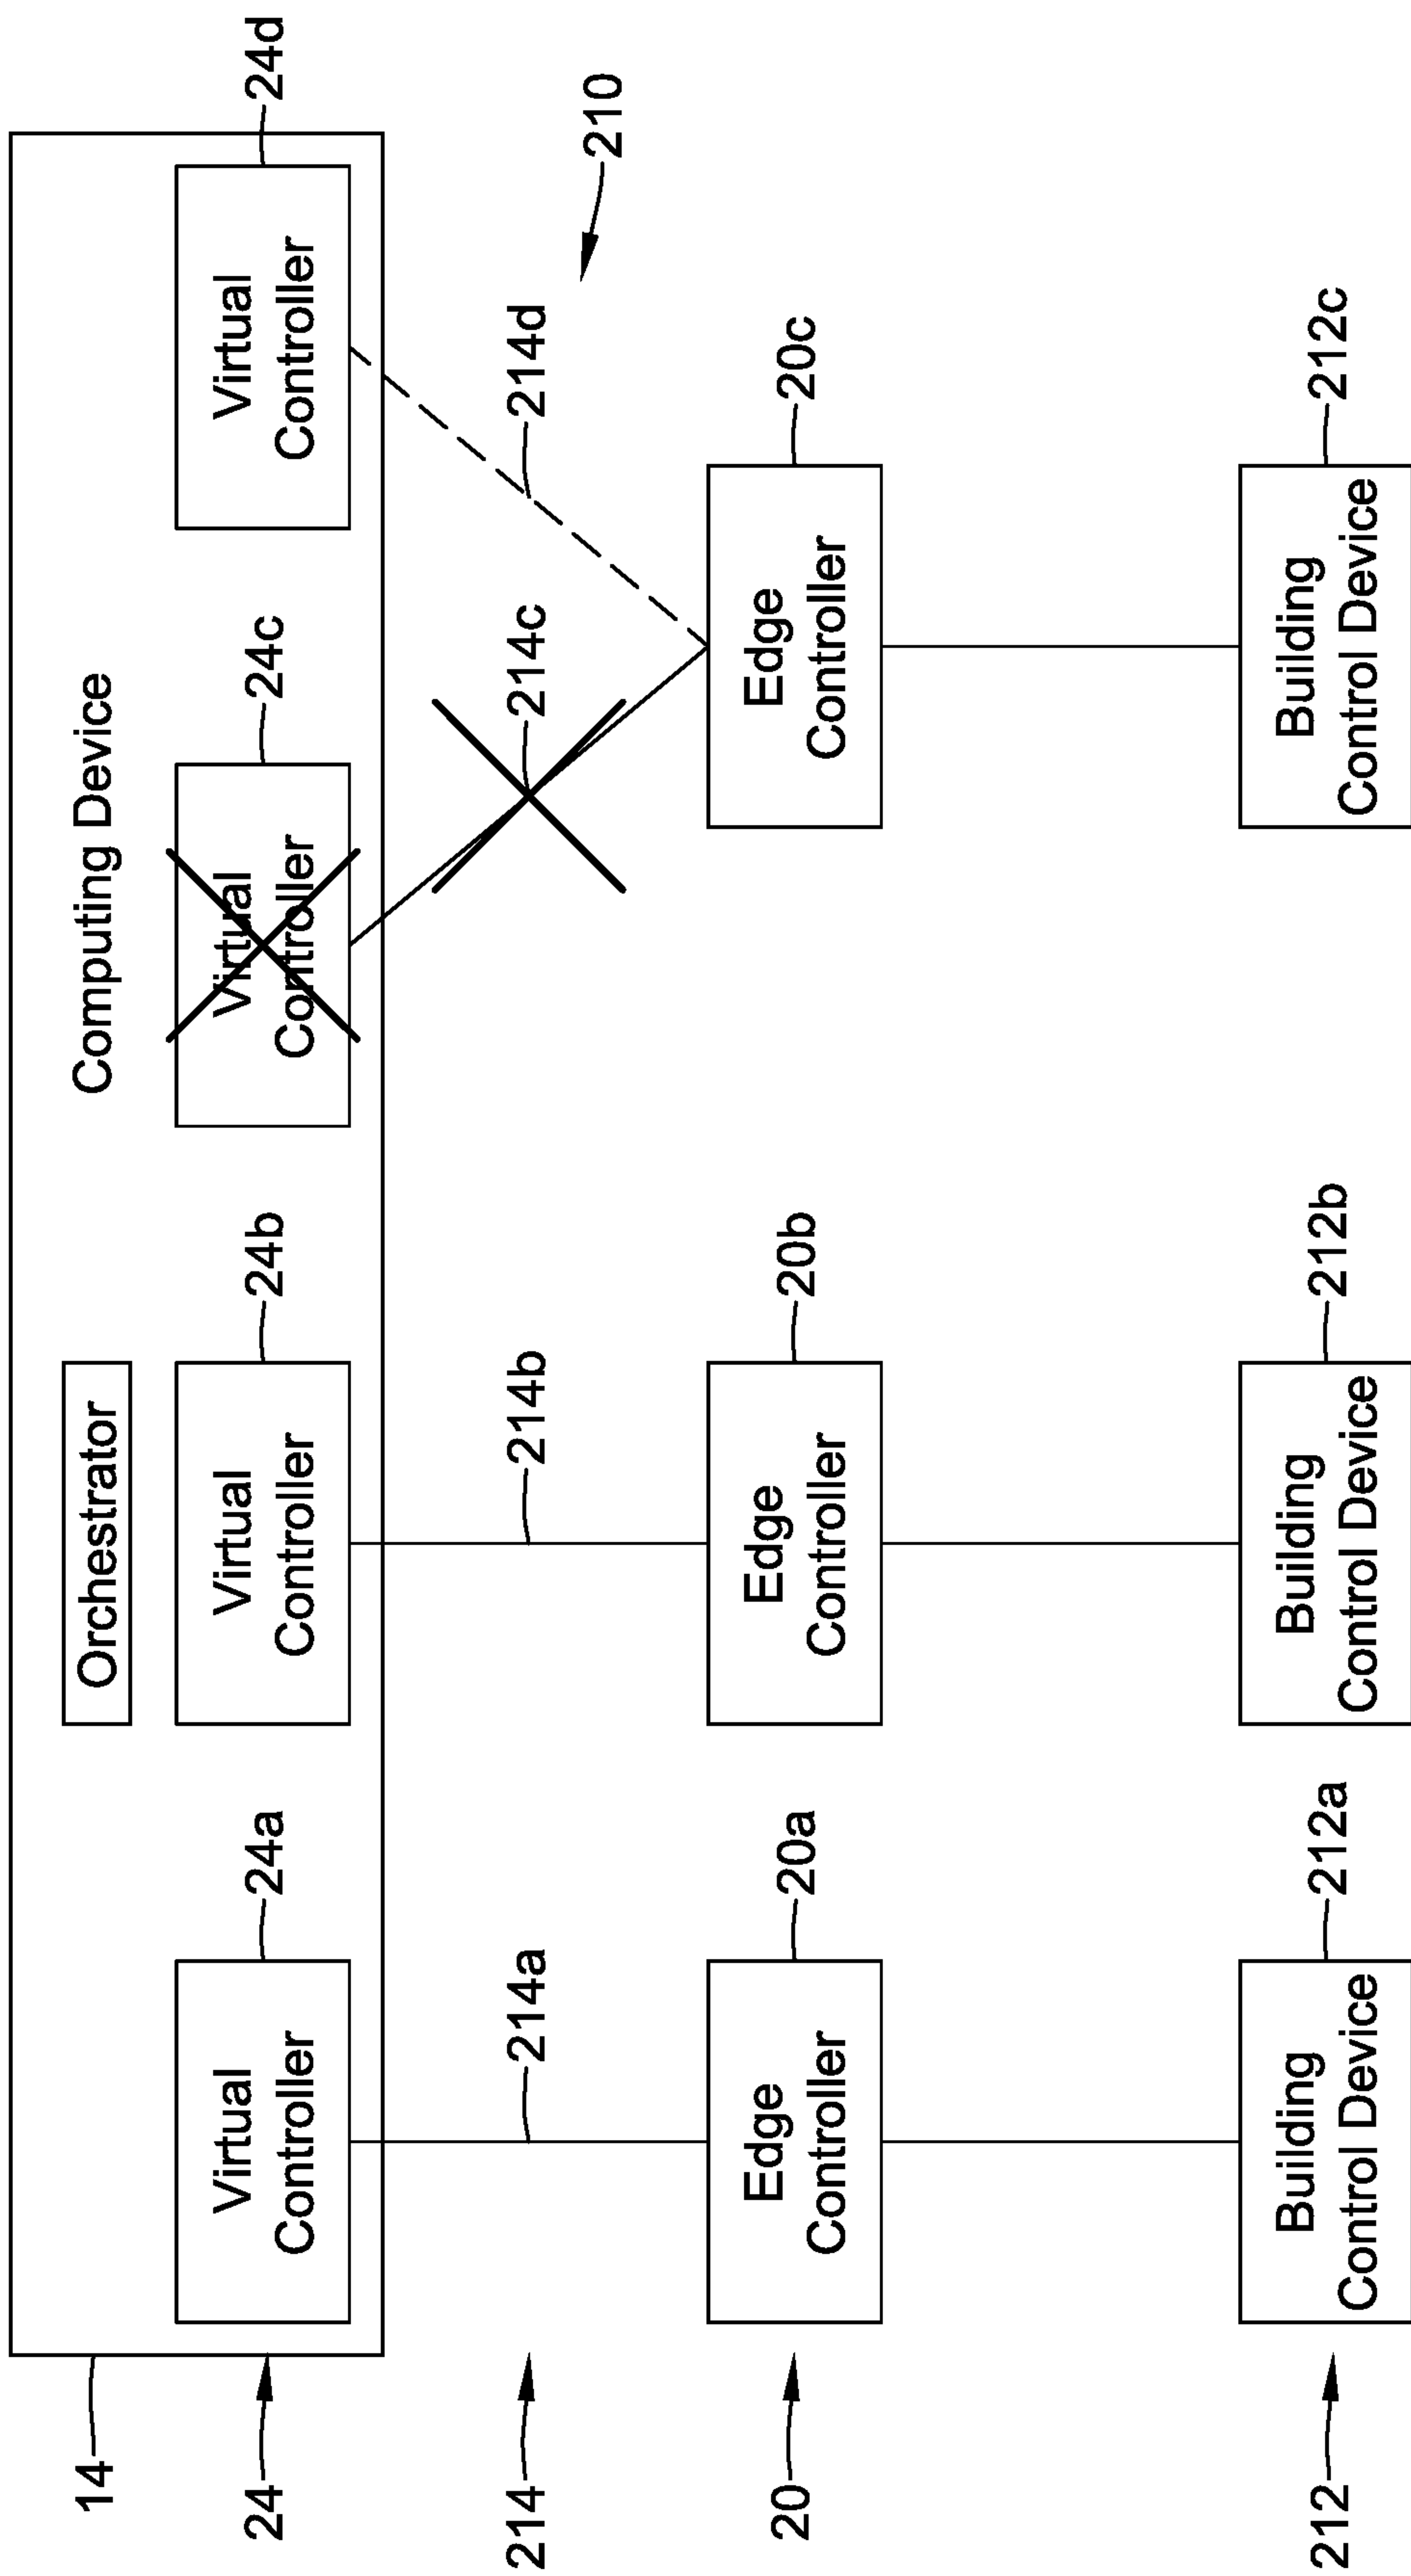 14
Computing Device
Orchestrator
24
Virtual
Controller
24a
Virtual
Controller
24b
Virtual
Controller
24c
Virtual
Controller
24d
214
214a
214b
214c
214d
210
20
Edge
Controller
20a
Edge
Controller
20b
Edge
Controller
20c
212
Building
Control Device
212a
Building
Control Device
212b
Building
Control Device
212c